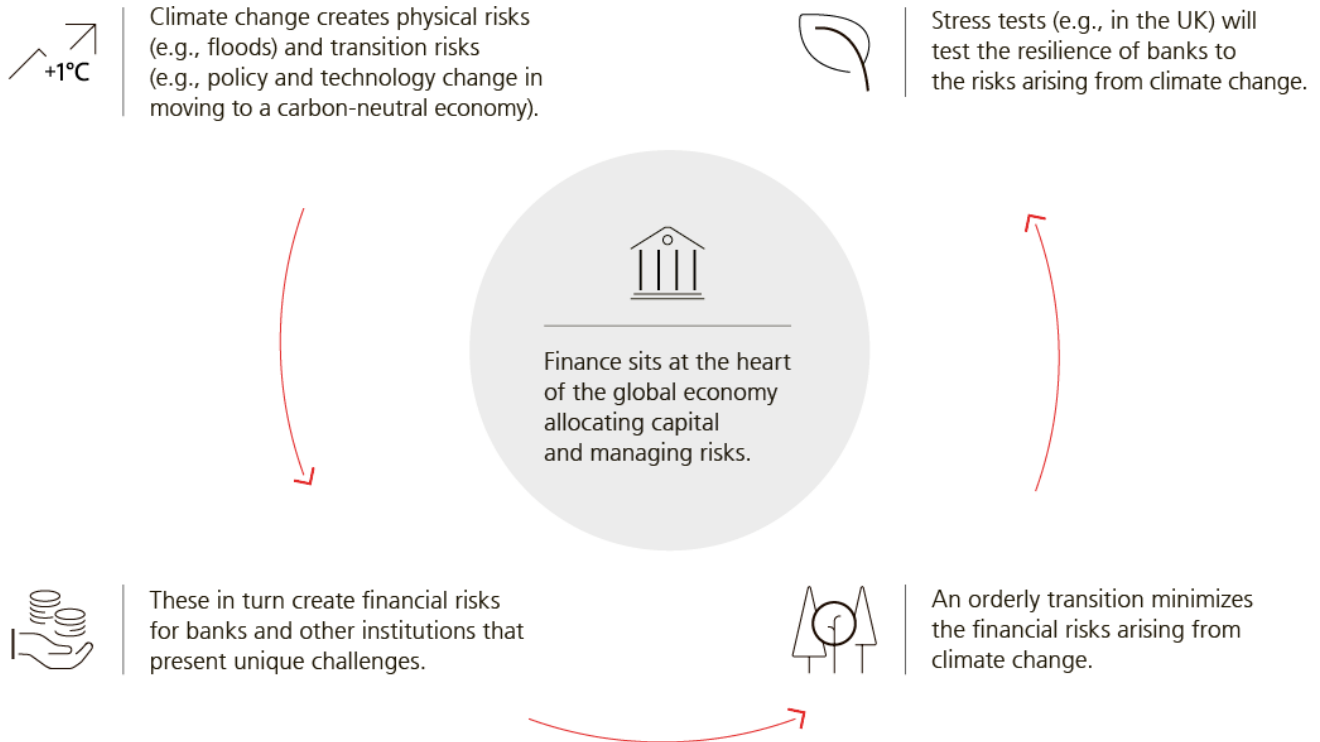 +1°C
Climate change creates physical risks
(e.g., floods) and transition risks
(e.g., policy and technology change in
moving to a carbon-neutral economy).
Stress tests (e.g., in the UK) will
test the resilience of banks to
the risks arising from climate change.
Finance sits at the heart
of the global economy
allocating capital
and managing risks.
These in turn create financial risks
for banks and other institutions that
present unique challenges.
An orderly transition minimizes
the financial risks arising from
climate change.